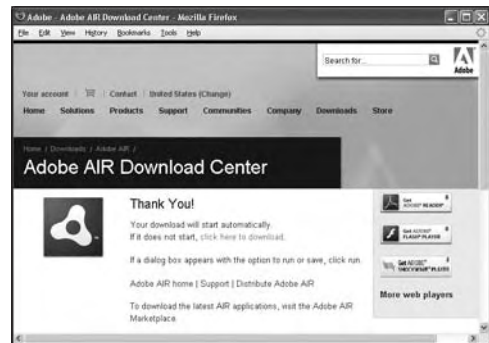 Adobe - Adobe AIR Download Center - Mozilla Firefox
File Edit View History Bookmarks Tools Help
Search for...
Adobe
Your account | Contact | United States (Change)
Home Solutions Products Support Communities Company Downloads Store
Home / Downloads / Adobe AIR /
Adobe AIR Download Center
Thank You!
Your download will start automatically.
If it does not start, click here to download.
If a dialog box appears with the option to run or save, click run.
Adobe AIR home | Support | Distribute Adobe AIR
To download the latest AIR applications, visit the Adobe AIR
Marketplace.
Get
ADOBE® READER®
Get ADOBE®
FLASH® PLAYER
Get ADOBE®
SHOCKWAVE® PLAYER
More web players